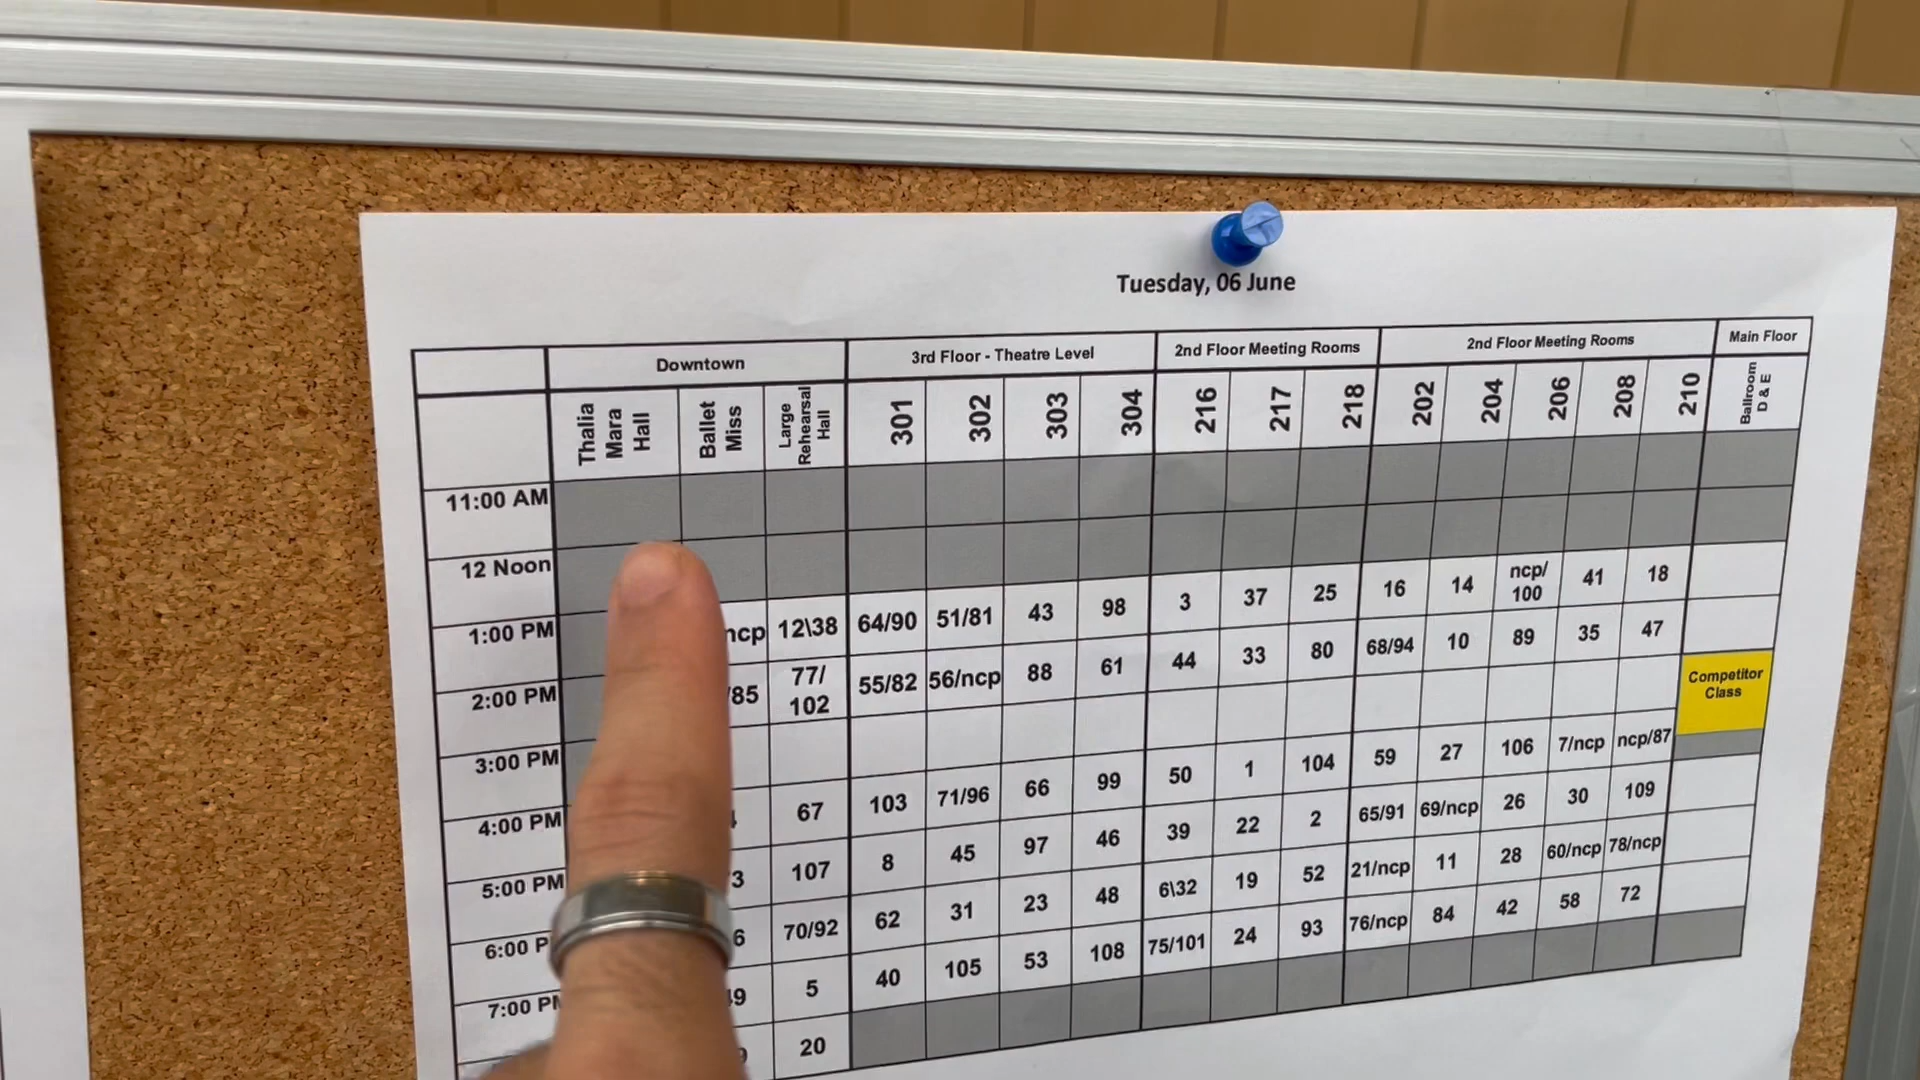 Tuesday, 06 June
Downtown 3rd Floor - Theatre Level 2nd Floor Meeting Rooms 2nd Floor Meeting Rooms Main Floor
Thalia Mara Hall Ballet Miss Large Rehearsal Hall 301 302 303 304 216 217 218 202 204 206 208 210 Ballroom D & E
11:00 AM
12 Noon
1:00 PM ncp 12\38 64/90 51/81 43 98 3 37 25 16 14 ncp/100 41 18
2:00 PM /85 77/102 55/82 56/ncp 88 61 44 33 80 68/94 10 89 35 47
3:00 PM Competitor Class
4:00 PM 67 103 71/96 66 99 50 1 104 59 27 106 7/ncp ncp/87
5:00 PM 3 107 8 45 97 46 39 22 2 65/91 69/ncp 26 30 109
6:00 P 6 70/92 62 31 23 48 6\32 19 52 21/ncp 11 28 60/ncp 78/ncp
7:00 PM 9 5 40 105 53 108 75/101 24 93 76/ncp 84 42 58 72
20